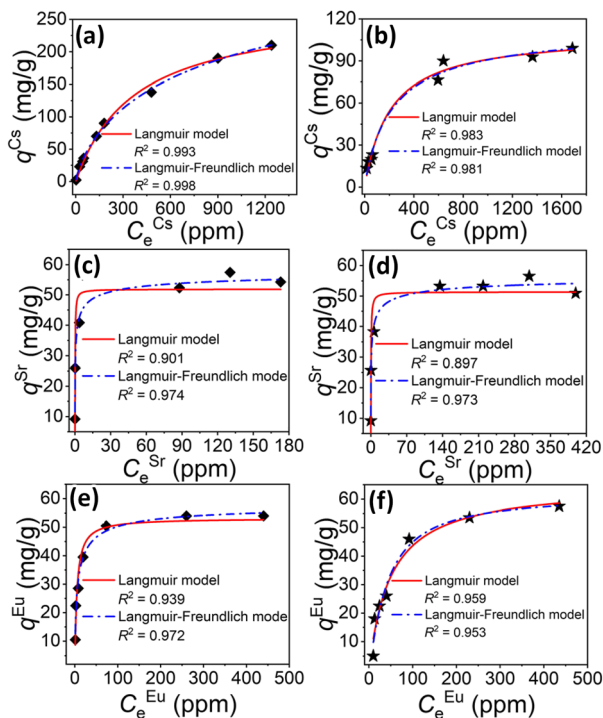 (a)
250
200
150
100
50
0
q^Cs (mg/g)
Langmuir model
R² = 0.993
Langmuir-Freundlich model
R² = 0.998
0 300 600 900 1200
C_e^Cs (ppm)
(b)
120
90
60
30
0
q^Cs (mg/g)
Langmuir model
R² = 0.983
Langmuir-Freundlich model
R² = 0.981
0 400 800 1200 1600
C_e^Cs (ppm)
(c)
60
50
40
30
20
10
q^Sr (mg/g)
Langmuir model
R² = 0.901
Langmuir-Freundlich mode
R² = 0.974
0 30 60 90 120 150 180
C_e^Sr (ppm)
(d)
60
50
40
30
20
10
q^Sr (mg/g)
Langmuir model
R² = 0.897
Langmuir-Freundlich model
R² = 0.973
0 70 140 210 280 350 420
C_e^Sr (ppm)
(e)
60
50
40
30
20
10
q^Eu (mg/g)
Langmuir model
R² = 0.939
Langmuir-Freundlich model
R² = 0.972
0 100 200 300 400 500
C_e^Eu (ppm)
(f)
60
50
40
30
20
10
0
q^Eu (mg/g)
Langmuir model
R² = 0.959
Langmuir-Freundlich model
R² = 0.953
0 100 200 300 400 500
C_e^Eu (ppm)